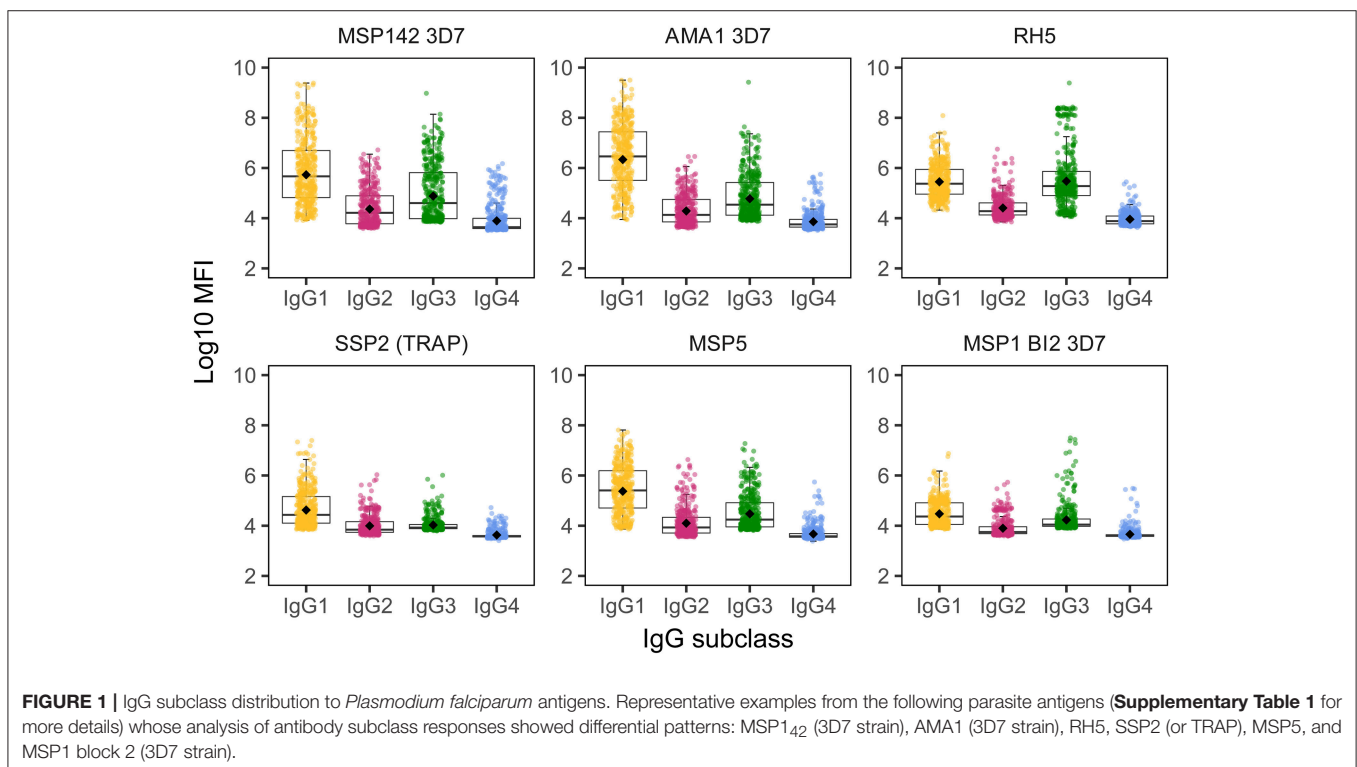 MSP142 3D7 AMA1 3D7 RH5
10 10 10
8 8 8
6 6 6
4 4 4
2 2 2
IgG1 IgG2 IgG3 IgG4 IgG1 IgG2 IgG3 IgG4 IgG1 IgG2 IgG3 IgG4
Log10 MFI
SSP2 (TRAP) MSP5 MSP1 Bl2 3D7
10 10 10
8 8 8
6 6 6
4 4 4
2 2 2
IgG1 IgG2 IgG3 IgG4 IgG1 IgG2 IgG3 IgG4 IgG1 IgG2 IgG3 IgG4
IgG subclass
FIGURE 1 | IgG subclass distribution to Plasmodium falciparum antigens. Representative examples from the following parasite antigens (Supplementary Table 1 for
more details) whose analysis of antibody subclass responses showed differential patterns: MSP1₄₂ (3D7 strain), AMA1 (3D7 strain), RH5, SSP2 (or TRAP), MSP5, and
MSP1 block 2 (3D7 strain).